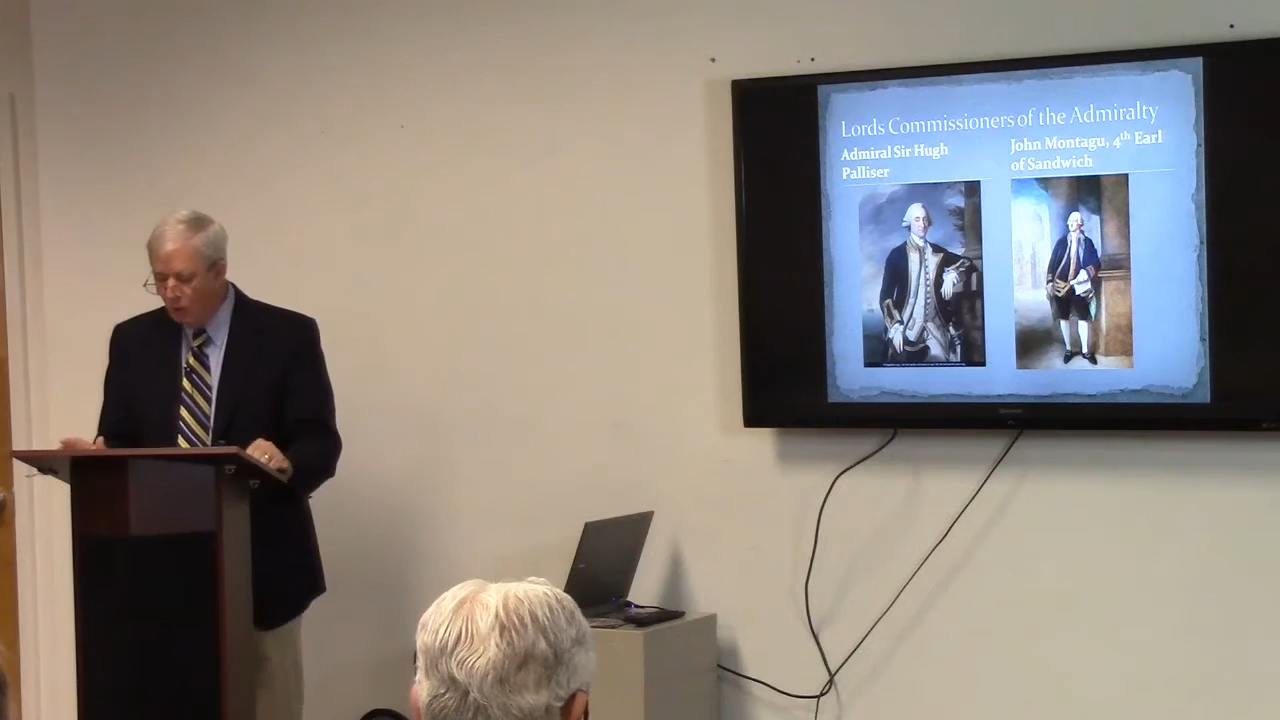 Lords Commissioners of the Admiralty
Admiral Sir Hugh
Palliser
John Montagu, 4th Earl
of Sandwich